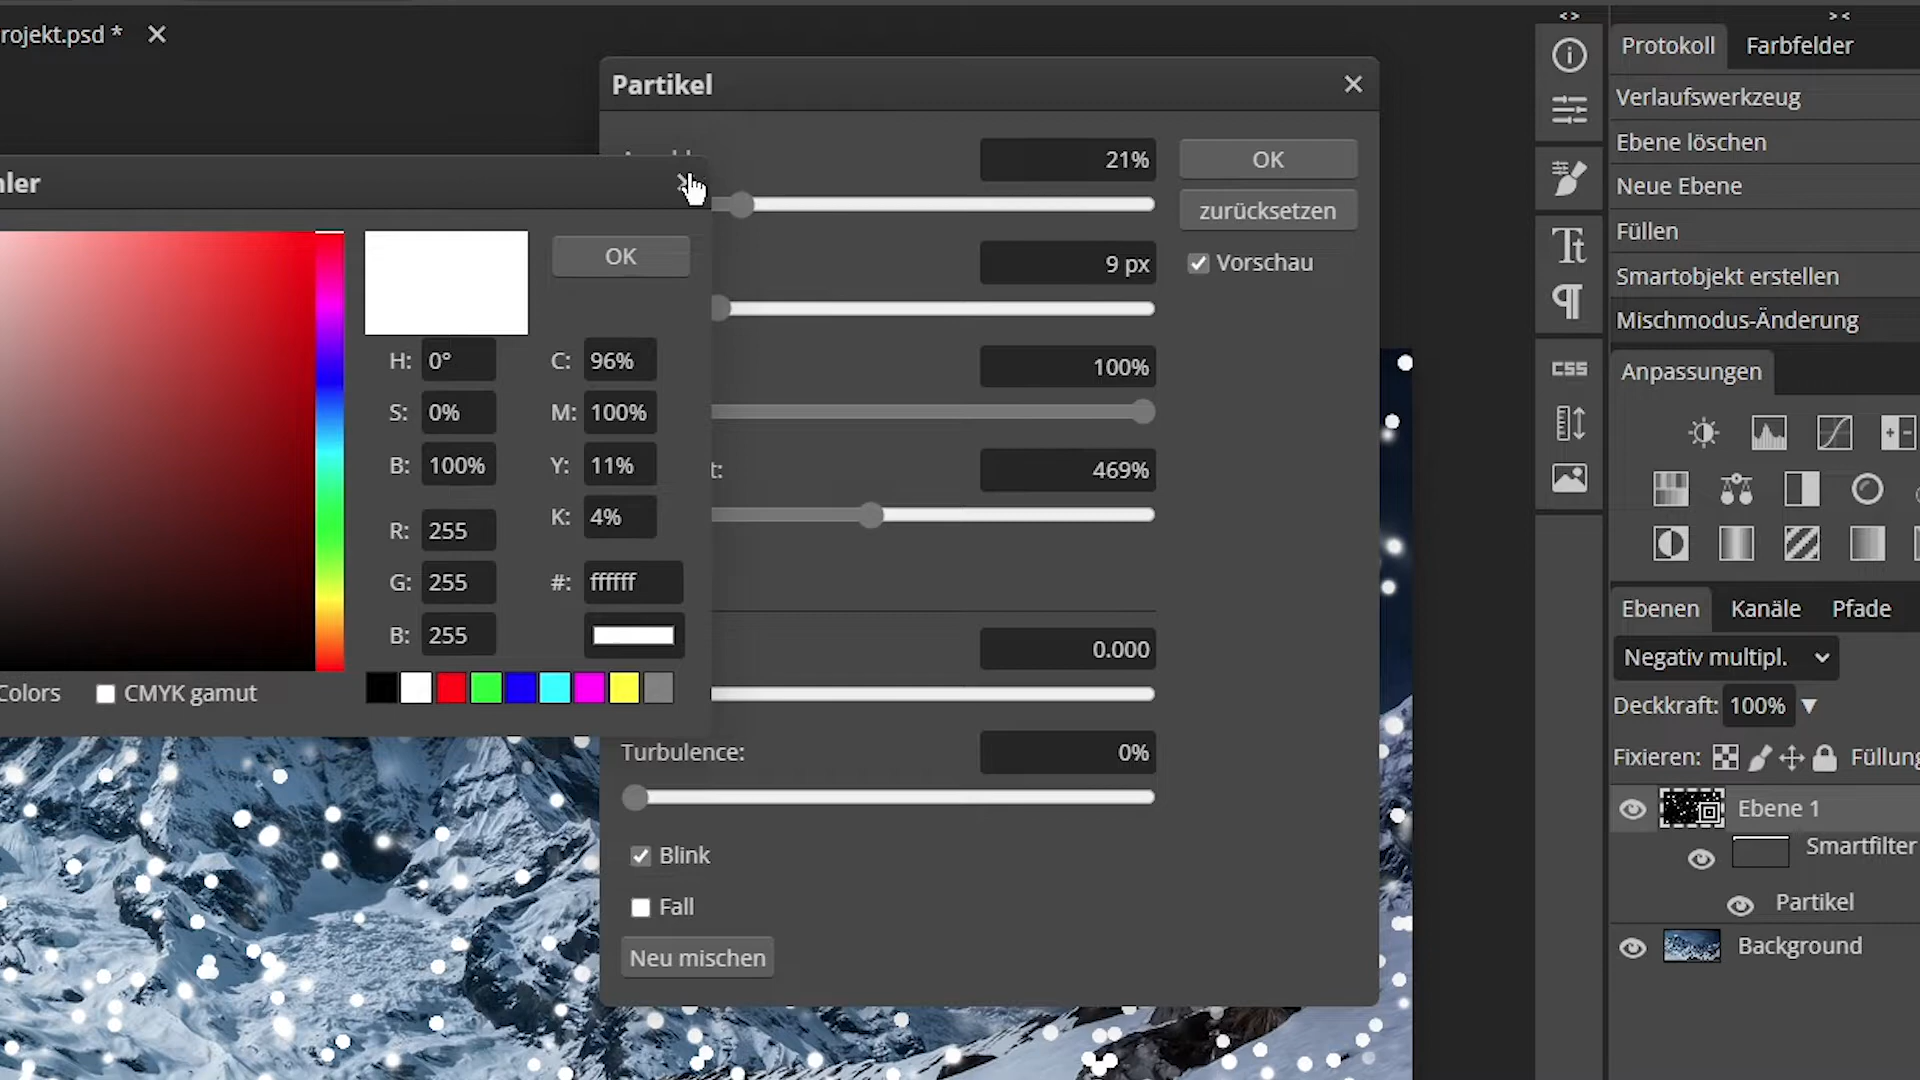 rojekt.psd *
Protokoll
Farbfelder
Partikel
Verlaufswerkzeug
Ebene löschen
Neue Ebene
Füllen
Smartobjekt erstellen
Mischmodus-Änderung
21%
OK
zurücksetzen
Vorschau
9 px
100%
t:
469%
0.000
Turbulence:
0%
Blink
Fall
Neu mischen
hler
OK
H: 0°
C: 96%
S: 0%
M: 100%
B: 100%
Y: 11%
K: 4%
R: 255
G: 255
#: ffffff
B: 255
Colors
CMYK gamut
Tt
CSS
Anpassungen
Ebenen
Kanäle
Pfade
Negativ multipl.
Deckkraft: 100%
Fixieren:
Füllung
Ebene 1
Smartfilter
Partikel
Background